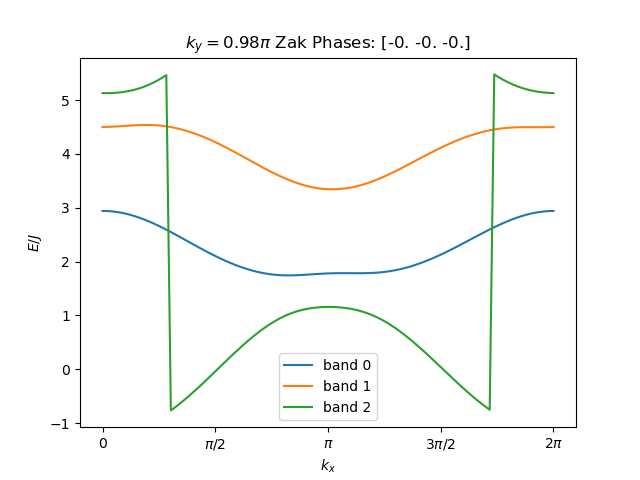 k_y = 0.98π Zak Phases: [-0. -0. -0.]
E/J
5
4
3
2
1
0
−1
band 0
band 1
band 2
0
π/2
π
3π/2
2π
k_x